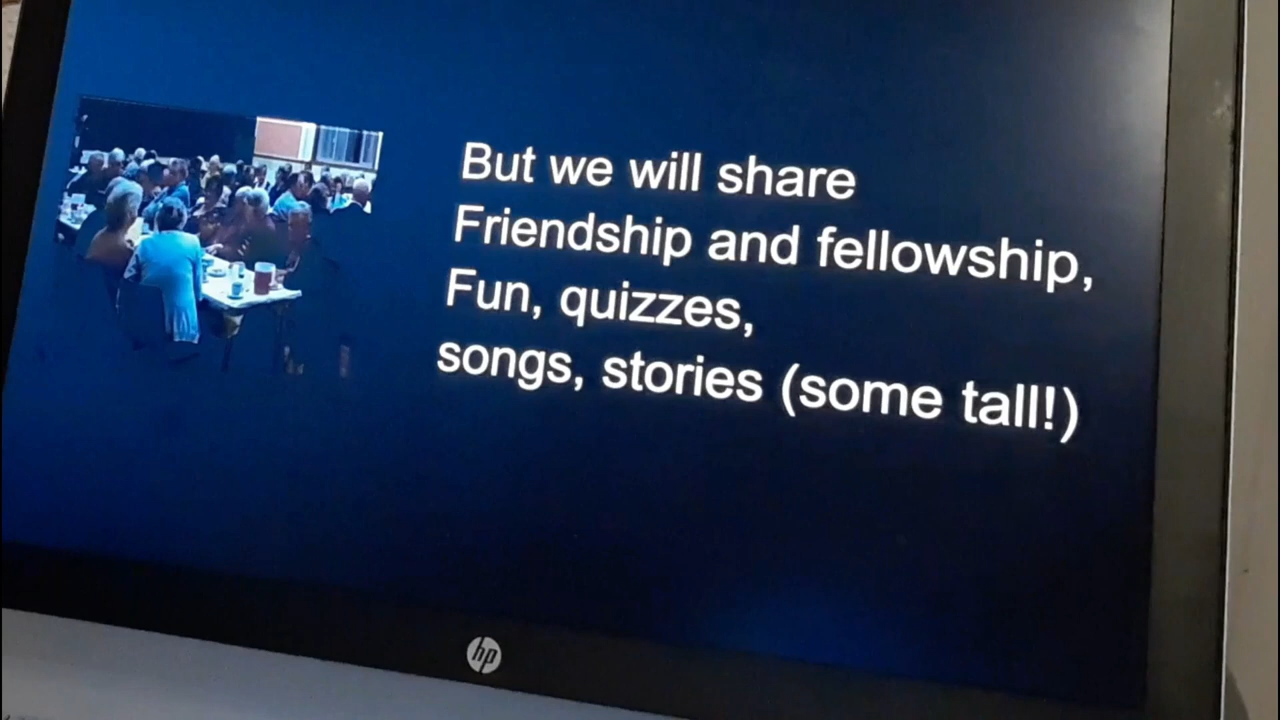 But we will share
Friendship and fellowship,
Fun, quizzes,
songs, stories (some tall!)
hp